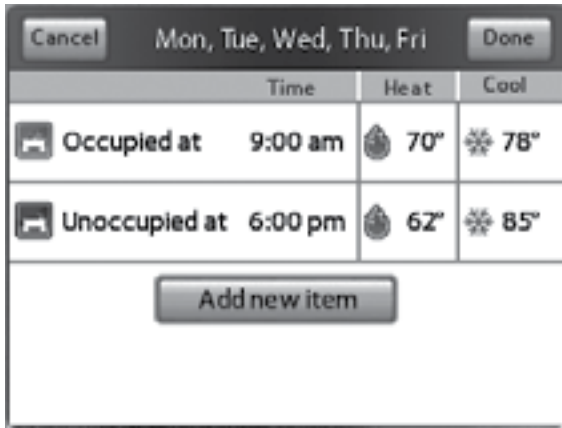 Cancel Mon, Tue, Wed, Thu, Fri Done
Time Heat Cool
Occupied at 9:00 am 70° 78°
Unoccupied at 6:00 pm 62° 85°
Add new item